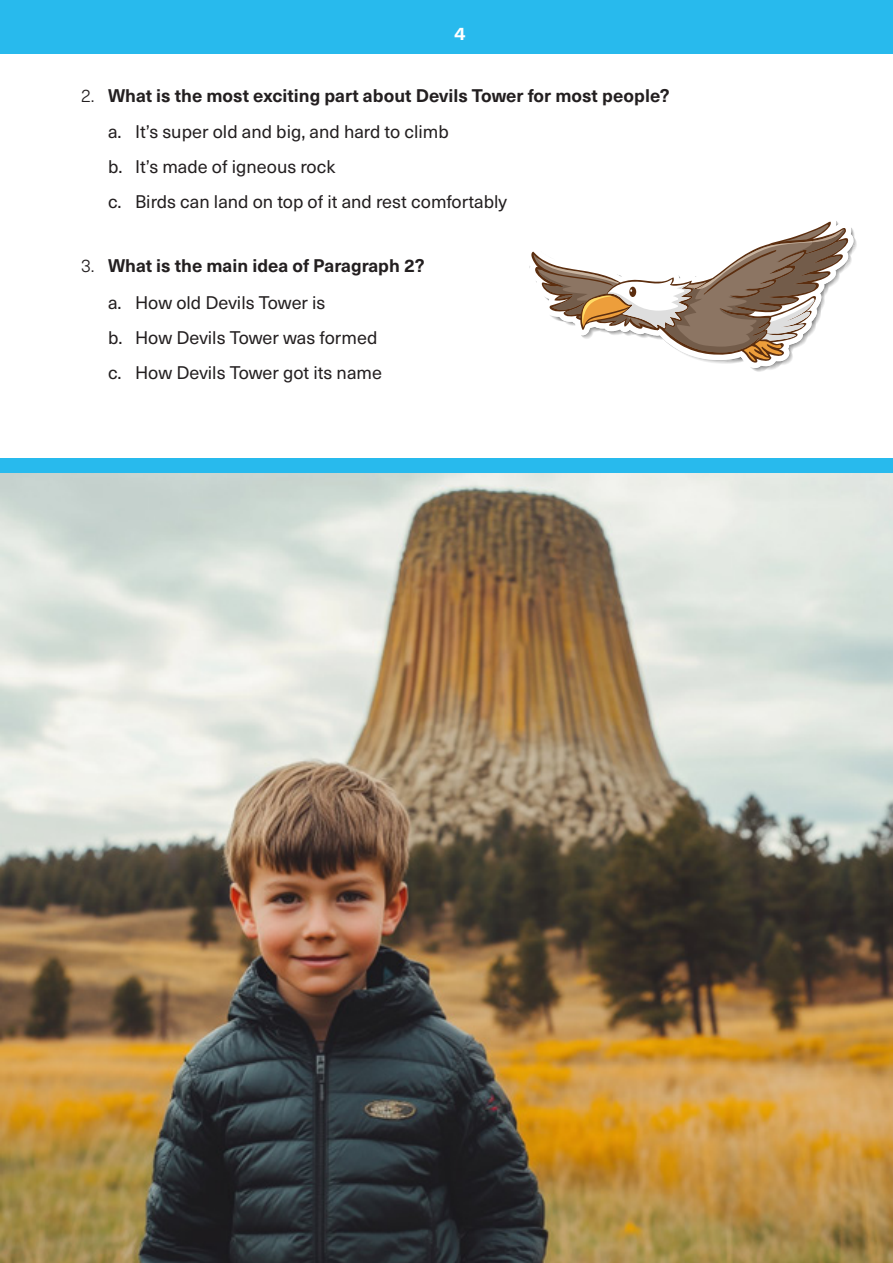 4
2. What is the most exciting part about Devils Tower for most people?
a. It's super old and big, and hard to climb
b. It's made of igneous rock
c. Birds can land on top of it and rest comfortably
3. What is the main idea of Paragraph 2?
a. How old Devils Tower is
b. How Devils Tower was formed
c. How Devils Tower got its name